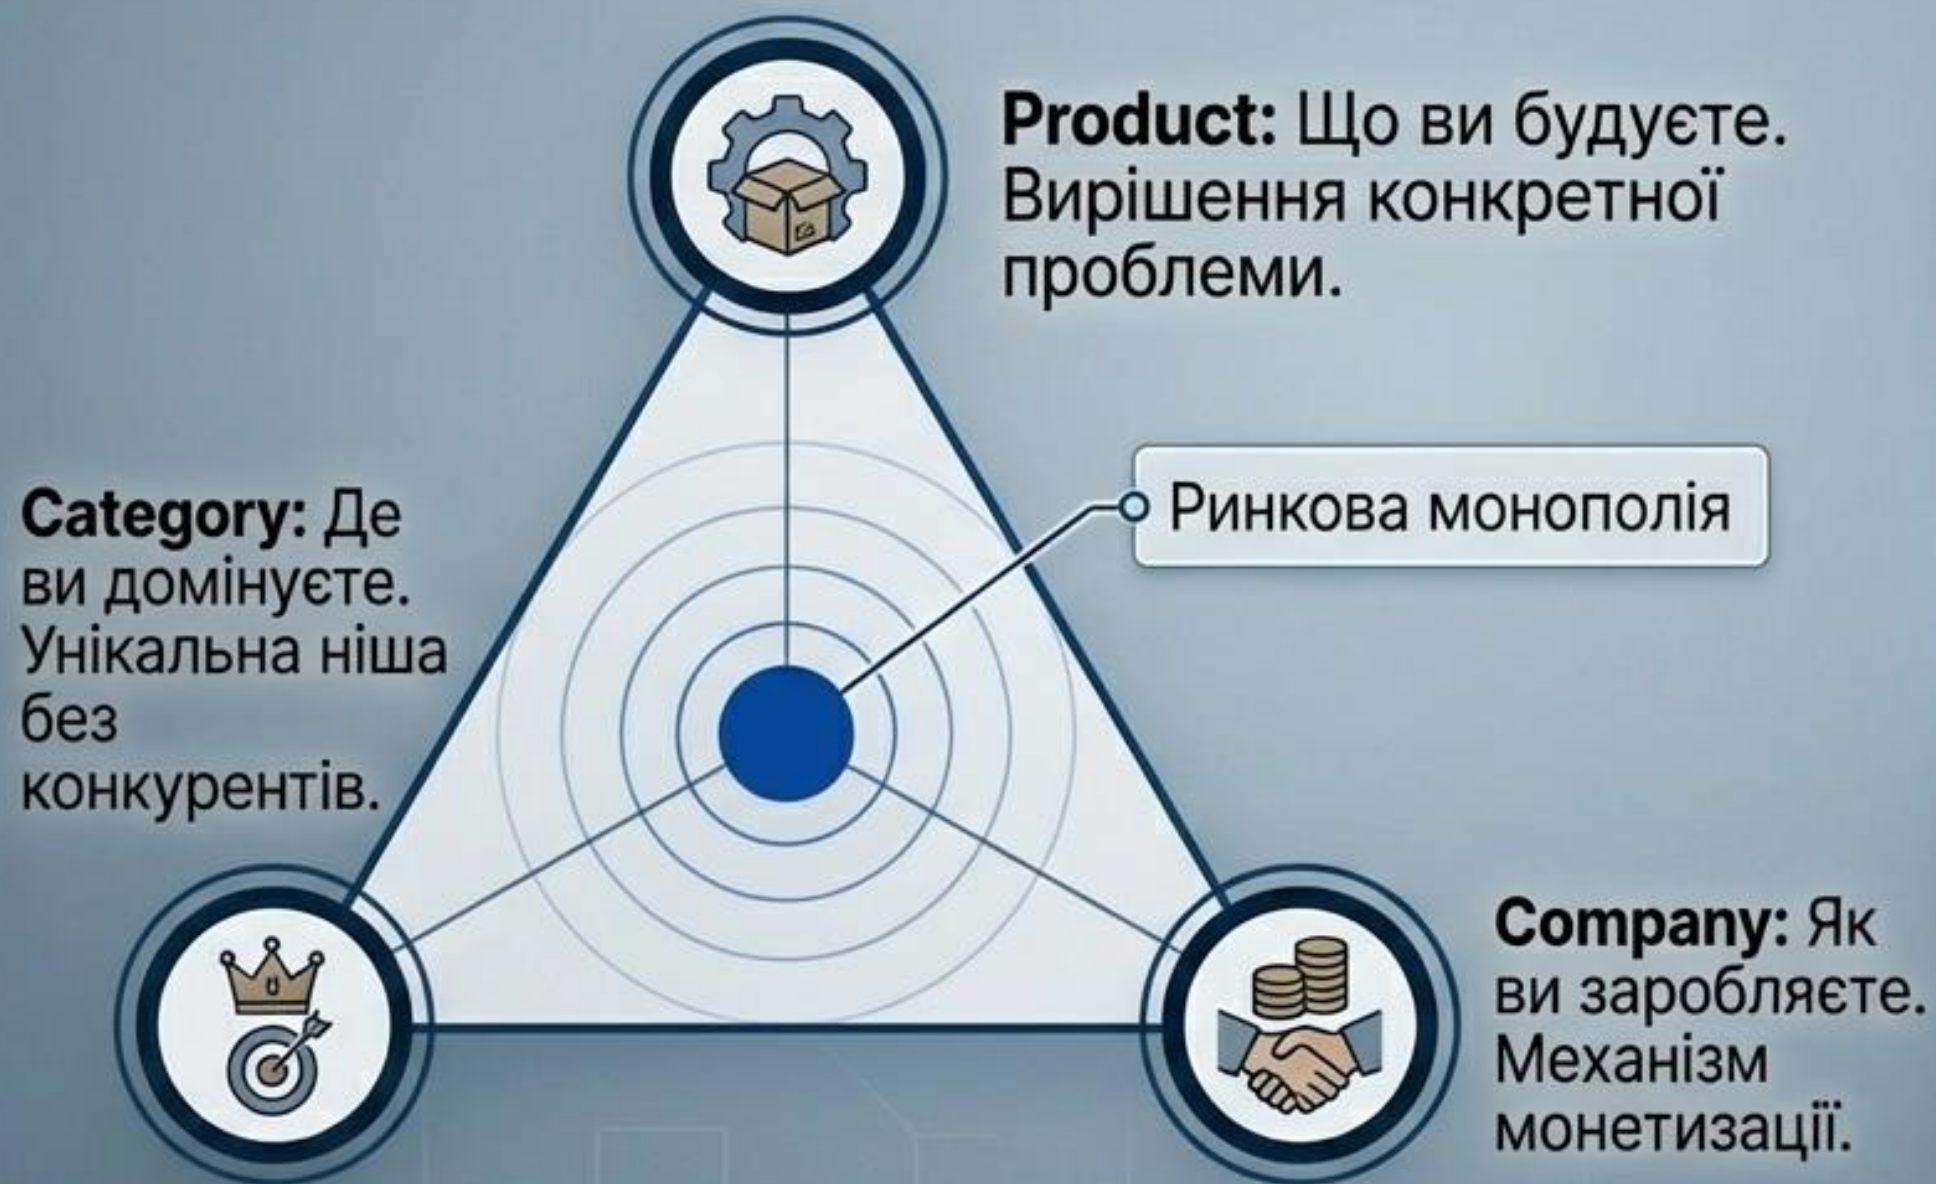 Product: Що ви будуєте.
Вирішення конкретної
проблеми.
Ринкова монополія
Category: Де
ви домінуєте.
Унікальна ніша
без
конкурентів.
Company: Як
ви заробляєте.
Механізм
монетизації.